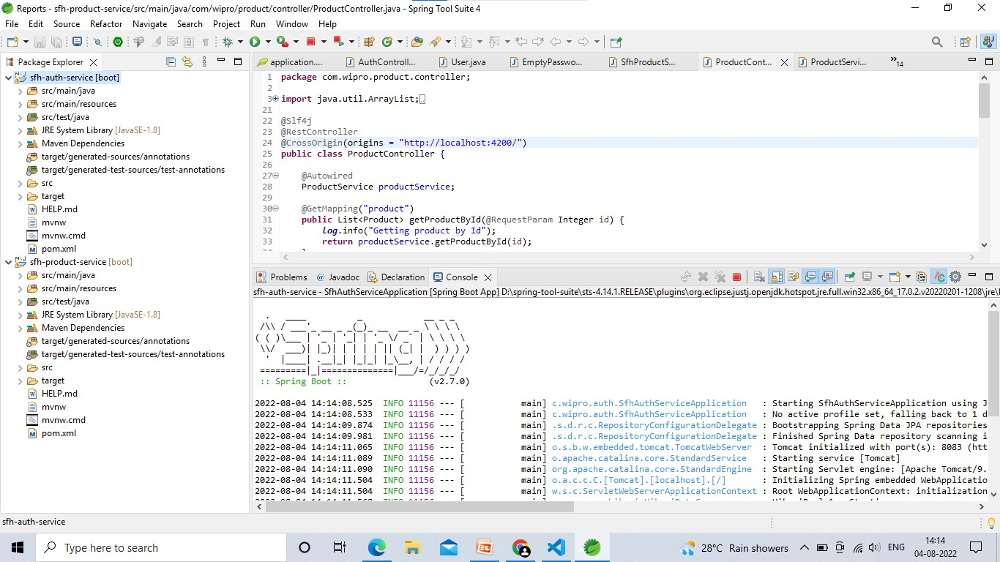 Reports - sfh-product-service/src/main/java/com/wipro/product/controller/ProductController.java - Spring Tool Suite 4
File Edit Source Refactor Navigate Search Project Run Window Help
Package Explorer
sfh-auth-service [boot]
src/main/java
src/main/resources
src/test/java
JRE System Library [JavaSE-1.8]
Maven Dependencies
target/generated-sources/annotations
target/generated-test-sources/test-annotations
src
target
HELP.md
mvnw
mvnw.cmd
pom.xml
sfh-product-service [boot]
src/main/java
src/main/resources
src/test/java
JRE System Library [JavaSE-1.8]
Maven Dependencies
target/generated-sources/annotations
target/generated-test-sources/test-annotations
src
target
HELP.md
mvnw
mvnw.cmd
pom.xml
application.... AuthControll... User.java EmptyPasswo... SfhProductS... ProductCont... ProductServi... 14
1 package com.wipro.product.controller;
2
3 import java.util.ArrayList;
21
22 @Slf4j
23 @RestController
24 @CrossOrigin(origins = "http://localhost:4200/")
25 public class ProductController {
26
27 @Autowired
28 ProductService productService;
29
30 @GetMapping("product")
31 public List<Product> getProductById(@RequestParam Integer id) {
32 log.info("Getting product by Id");
33 return productService.getProductById(id);
Problems @ Javadoc Declaration Console
sfh-auth-service - SfhAuthServiceApplication [Spring Boot App] D:\spring-tool-suite\sts-4.14.1.RELEASE\plugins\org.eclipse.justj.openjdk.hotspot.jre.full.win32.x86_64_17.0.2.v20220201-1208\jre\
Spring
:: Spring Boot :: (v2.7.0)
2022-08-04 14:14:08.525 INFO 11156 --- [ main] c.wipro.auth.SfhAuthServiceApplication : Starting SfhAuthServiceApplication using J
2022-08-04 14:14:08.533 INFO 11156 --- [ main] c.wipro.auth.SfhAuthServiceApplication : No active profile set, falling back to 1 d
2022-08-04 14:14:09.874 INFO 11156 --- [ main] .s.d.r.c.RepositoryConfigurationDelegate : Bootstrapping Spring Data JPA repositories
2022-08-04 14:14:09.981 INFO 11156 --- [ main] .s.d.r.c.RepositoryConfigurationDelegate : Finished Spring Data repository scanning i
2022-08-04 14:14:11.065 INFO 11156 --- [ main] o.s.b.w.embedded.tomcat.TomcatWebServer : Tomcat initialized with port(s): 8083 (htt
2022-08-04 14:14:11.089 INFO 11156 --- [ main] o.apache.catalina.core.StandardService : Starting service [Tomcat]
2022-08-04 14:14:11.090 INFO 11156 --- [ main] org.apache.catalina.core.StandardEngine : Starting Servlet engine: [Apache Tomcat/9.
2022-08-04 14:14:11.504 INFO 11156 --- [ main] o.a.c.c.C.[Tomcat].[localhost].[/] : Initializing Spring embedded WebApplicatio
2022-08-04 14:14:11.504 INFO 11156 --- [ main] w.s.c.ServletWebServerApplicationContext : Root WebApplicationContext: initialization
sfh-auth-service
Type here to search
28°C Rain showers
ENG
14:14
04-08-2022